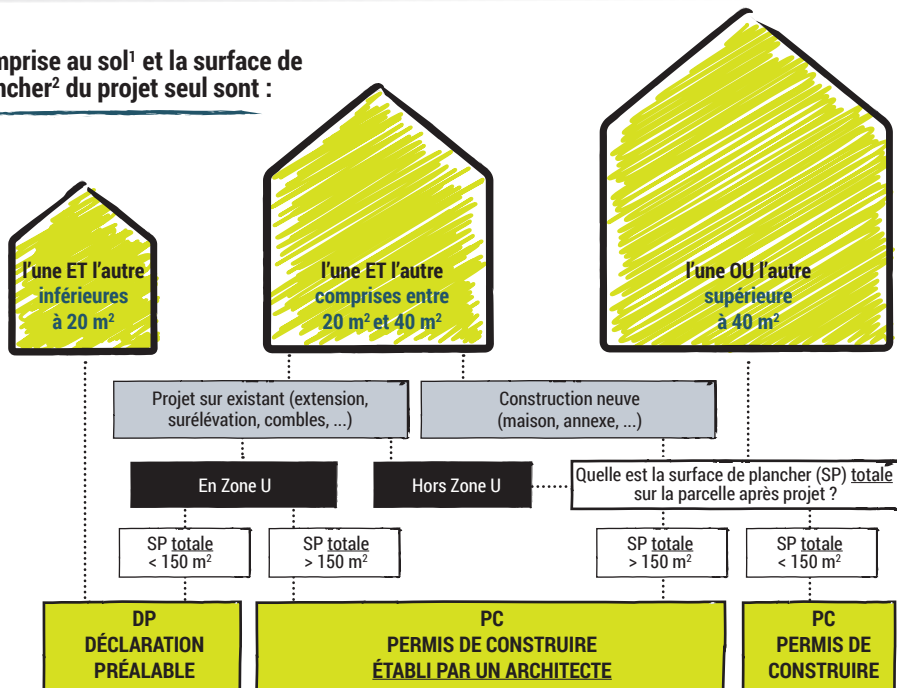 mprise au sol¹ et la surface de
ncher² du projet seul sont :
l'une ET l'autre
inférieures
à 20 m²
l'une ET l'autre
comprises entre
20 m² et 40 m²
l'une OU l'autre
supérieure
à 40 m²
Projet sur existant (extension,
surélévation, combles, ...)
Construction neuve
(maison, annexe, ...)
En Zone U
Hors Zone U
Quelle est la surface de plancher (SP) totale
sur la parcelle après projet ?
SP totale
< 150 m²
SP totale
> 150 m²
SP totale
> 150 m²
SP totale
< 150 m²
DP
DÉCLARATION
PRÉALABLE
PC
PERMIS DE CONSTRUIRE
ÉTABLI PAR UN ARCHITECTE
PC
PERMIS DE
CONSTRUIRE